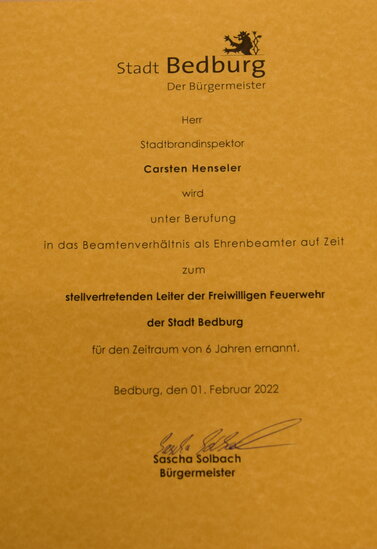 Stadt Bedburg
Der Bürgermeister
Herr
Stadtbrandinspektor
Carsten Henseler
wird
unter Berufung
in das Beamtenverhältnis als Ehrenbeamter auf Zeit
zum
stellvertretenden Leiter der Freiwilligen Feuerwehr
der Stadt Bedburg
für den Zeitraum von 6 Jahren ernannt.
Bedburg, den 01. Februar 2022
Sascha Solbach
Sascha Solbach
Bürgermeister